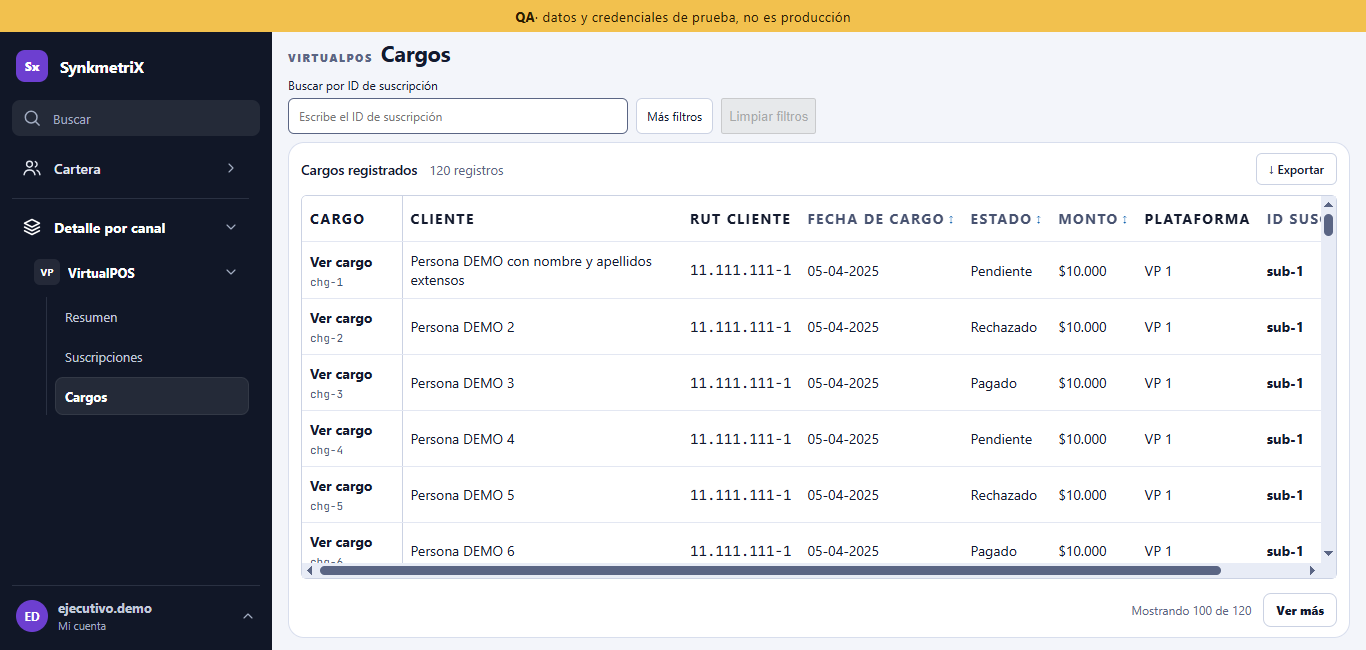 QA· datos y credenciales de prueba, no es producción
Sx SynkmetriX
Buscar
Cartera
Detalle por canal
VP VirtualPOS
Resumen
Suscripciones
Cargos
ED ejecutivo.demo
Mi cuenta
VIRTUALPOS Cargos
Buscar por ID de suscripción
Escribe el ID de suscripción Más filtros Limpiar filtros
Cargos registrados 120 registros ↓ Exportar
CARGO CLIENTE RUT CLIENTE FECHA DE CARGO ↕ ESTADO ↕ MONTO ↕ PLATAFORMA ID SUS
Ver cargo Persona DEMO con nombre y apellidos 11.111.111-1 05-04-2025 Pendiente $10.000 VP 1 sub-1
chg-1 extensos
Ver cargo Persona DEMO 2 11.111.111-1 05-04-2025 Rechazado $10.000 VP 1 sub-1
chg-2
Ver cargo Persona DEMO 3 11.111.111-1 05-04-2025 Pagado $10.000 VP 1 sub-1
chg-3
Ver cargo Persona DEMO 4 11.111.111-1 05-04-2025 Pendiente $10.000 VP 1 sub-1
chg-4
Ver cargo Persona DEMO 5 11.111.111-1 05-04-2025 Rechazado $10.000 VP 1 sub-1
chg-5
Ver cargo Persona DEMO 6 11.111.111-1 05-04-2025 Pagado $10.000 VP 1 sub-1
chg-6
Mostrando 100 de 120 Ver más